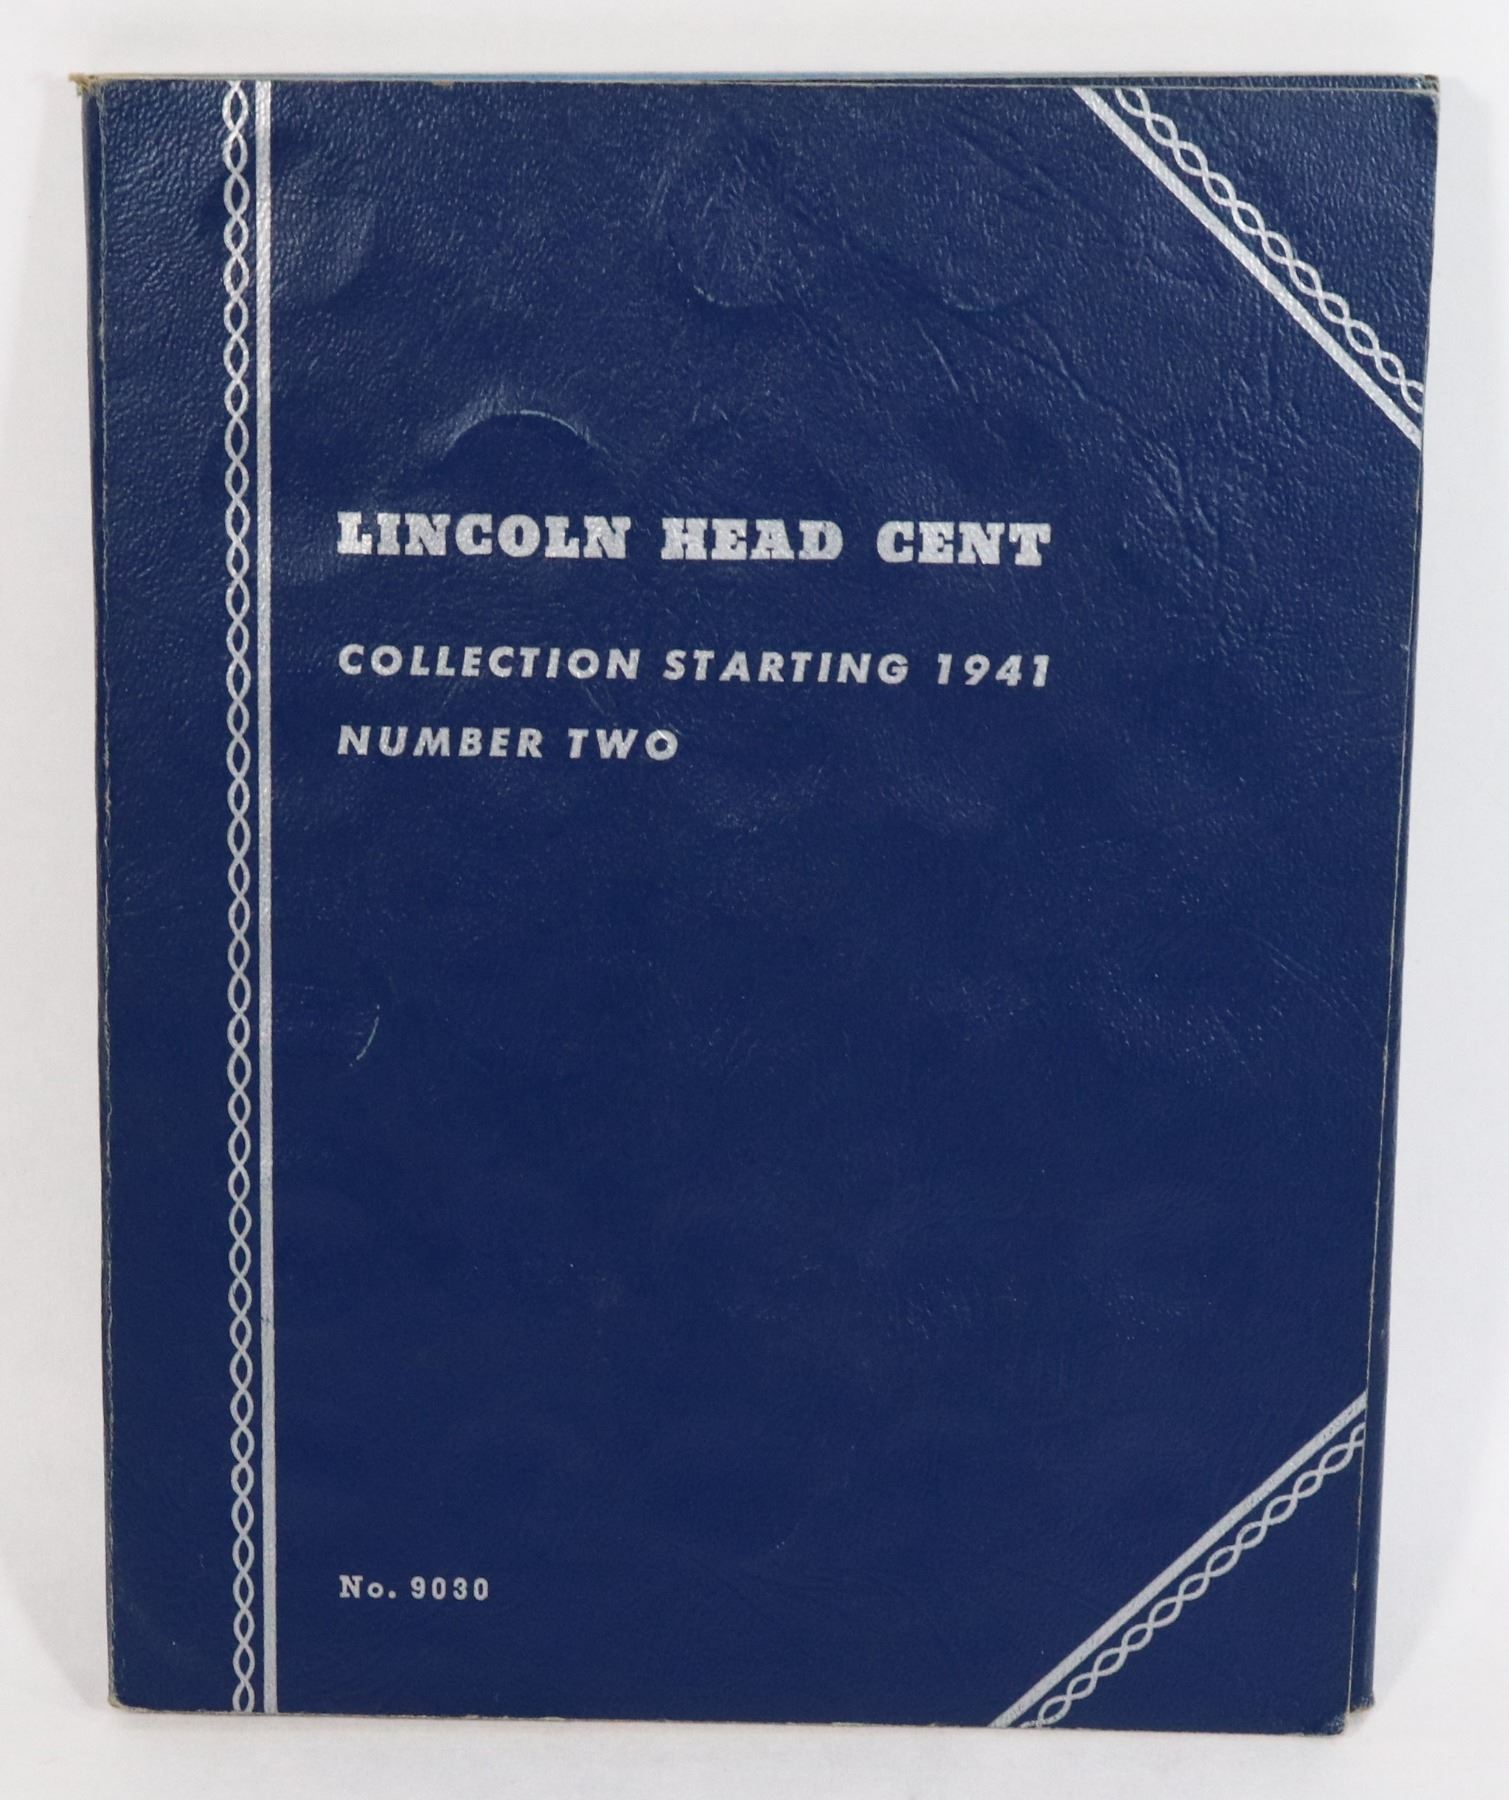 LINCOLN HEAD CENT
COLLECTION STARTING 1941
NUMBER TWO
No. 9030